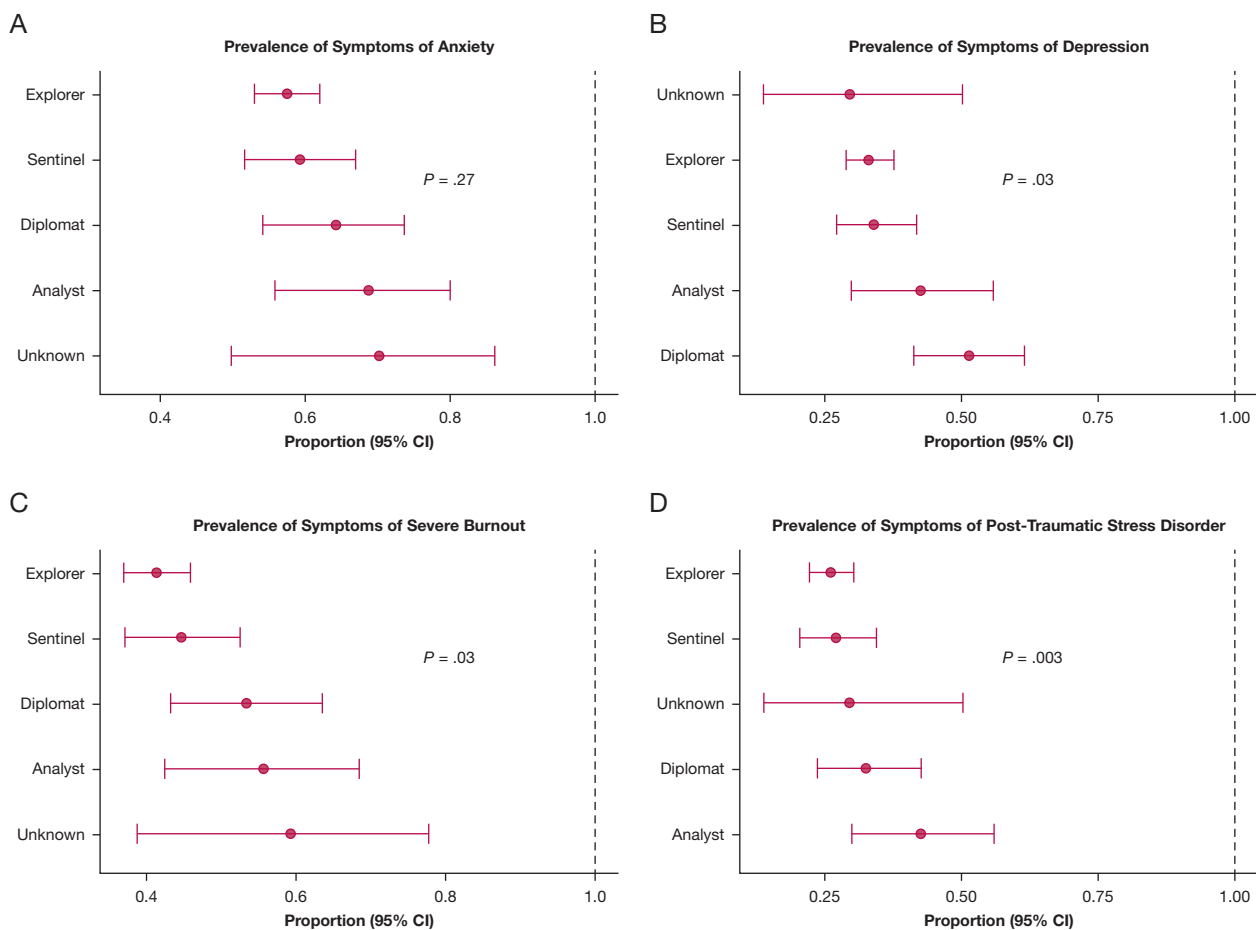 A
Prevalence of Symptoms of Anxiety
Explorer
Sentinel
P = .27
Diplomat
Analyst
Unknown
0.4 0.6 0.8 1.0
Proportion (95% CI)
B
Prevalence of Symptoms of Depression
Unknown
Explorer
P = .03
Sentinel
Analyst
Diplomat
0.25 0.50 0.75 1.00
Proportion (95% CI)
C
Prevalence of Symptoms of Severe Burnout
Explorer
Sentinel
P = .03
Diplomat
Analyst
Unknown
0.4 0.6 1.0
Proportion (95% CI)
D
Prevalence of Symptoms of Post-Traumatic Stress Disorder
Explorer
Sentinel
P = .003
Unknown
Diplomat
Analyst
0.25 0.50 0.75 1.00
Proportion (95% CI)